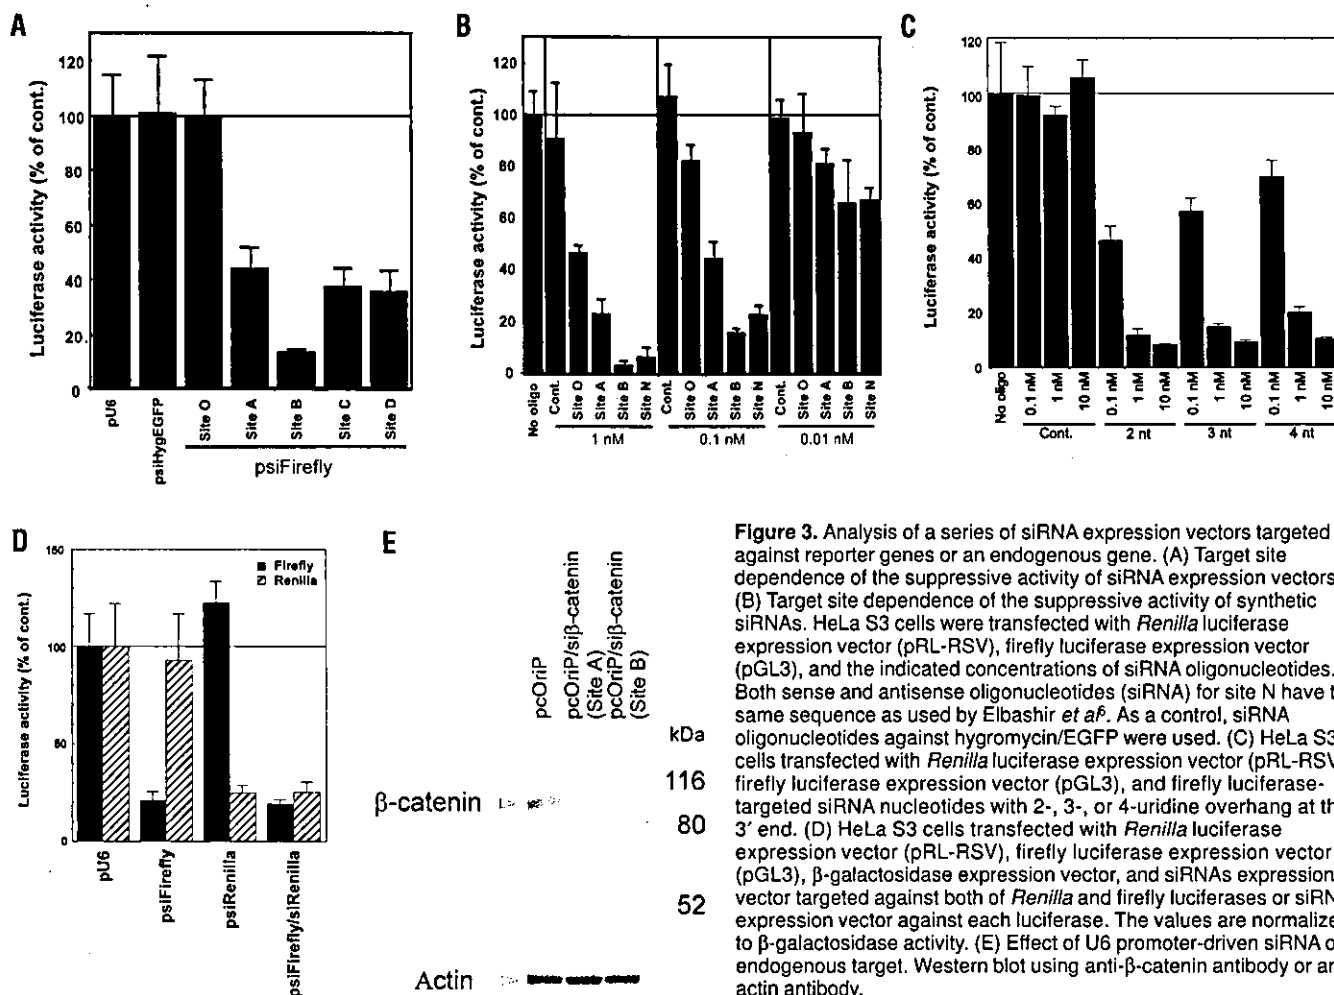 A
Luciferase activity (% of cont.)
120
100
80
60
40
20
0
pU6
psiHygEGFP
Site O
Site A
Site B
Site C
Site D
psiFirefly
B
Luciferase activity (% of cont.)
120
100
80
60
40
20
0
No oligo
Cont.
Site O
Site A
Site B
Site N
Cont.
Site O
Site A
Site B
Site N
Cont.
Site O
Site A
Site B
Site N
1 nM
0.1 nM
0.01 nM
C
Luciferase activity (% of cont.)
120
100
80
60
40
20
0
No oligo
0.1 nM
1 nM
10 nM
0.1 nM
1 nM
10 nM
0.1 nM
1 nM
10 nM
0.1 nM
1 nM
10 nM
Cont.
2 nt
3 nt
4 nt
D
Luciferase activity (% of cont.)
150
100
50
0
Firefly
Renilla
pU6
psiFirefly
psiRenilla
psiFirefly/siRenilla
E
pcOriP
pcOriP/siβ-catenin
(Site A)
pcOriP/siβ-catenin
(Site B)
kDa
116
80
52
β-catenin
Actin
Figure 3. Analysis of a series of siRNA expression vectors targeted
against reporter genes or an endogenous gene. (A) Target site
dependence of the suppressive activity of siRNA expression vectors
(B) Target site dependence of the suppressive activity of synthetic
siRNAs. HeLa S3 cells were transfected with Renilla luciferase
expression vector (pRL-RSV), firefly luciferase expression vector
(pGL3), and the indicated concentrations of siRNA oligonucleotides.
Both sense and antisense oligonucleotides (siRNA) for site N have t
same sequence as used by Elbashir et al6. As a control, siRNA
oligonucleotides against hygromycin/EGFP were used. (C) HeLa S3
cells transfected with Renilla luciferase expression vector (pRL-RSV
firefly luciferase expression vector (pGL3), and firefly luciferase-
targeted siRNA nucleotides with 2-, 3-, or 4-uridine overhang at th
3′ end. (D) HeLa S3 cells transfected with Renilla luciferase
expression vector (pRL-RSV), firefly luciferase expression vector
(pGL3), β-galactosidase expression vector, and siRNAs expression
vector targeted against both of Renilla and firefly luciferases or siRN
expression vector against each luciferase. The values are normalize
to β-galactosidase activity. (E) Effect of U6 promoter-driven siRNA o
endogenous target. Western blot using anti-β-catenin antibody or an
actin antibody.